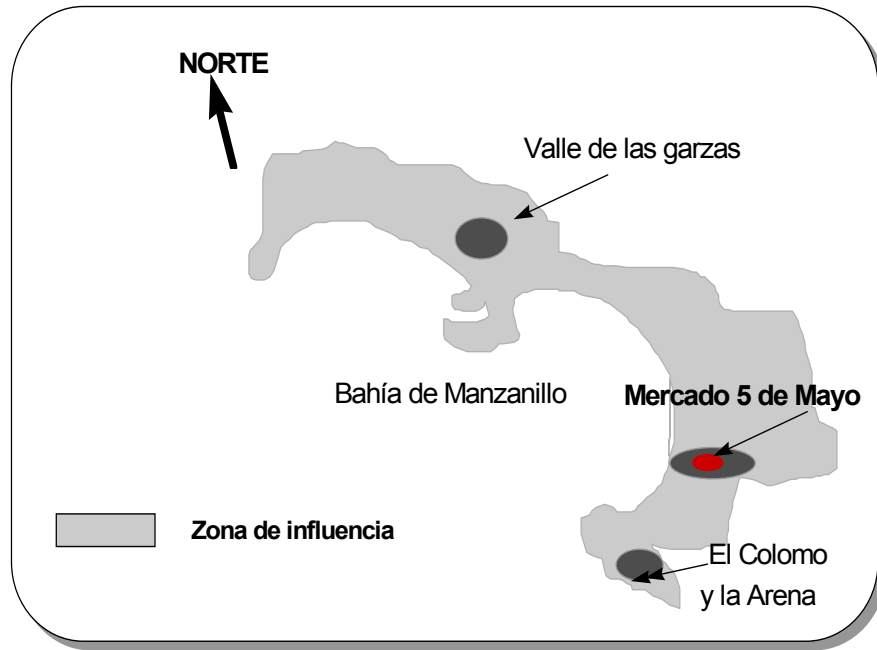 NORTE
Valle de las garzas
Bahía de Manzanillo
Mercado 5 de Mayo
Zona de influencia
El Colomo
y la Arena